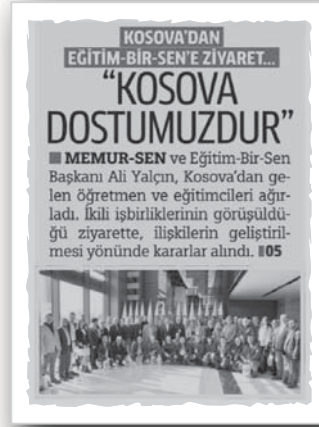 KOSOVA'DAN
EĞİTİM-BİR-SEN'E ZİYARET...
“KOSOVA
DOSTUMUZDUR”
■ MEMUR-SEN ve Eğitim-Bir-Sen
Başkanı Ali Yalçın, Kosova'dan ge-
len öğretmen ve eğitimcileri ağır-
ladı. İkili işbirliklerinin görüşüldü-
ğü ziyarette, ilişkilerin geliştiril-
mesi yönünde kararlar alındı. ■05